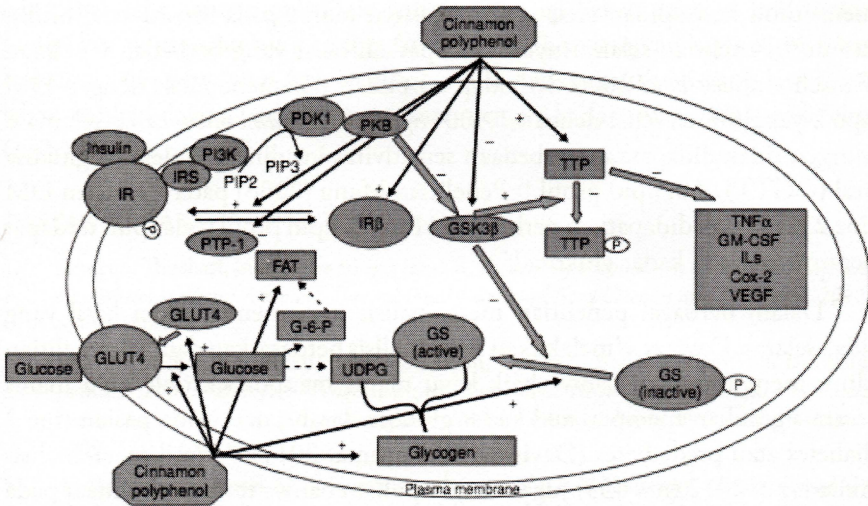 Cinnamon
polyphenol
PDK1
PKB
Insulin
PI3K
IRS
PIP2
PIP3
IR
P
PTP-1
IRβ
GSK3β
TTP
TTP
P
TNFα
GM-CSF
ILs
Cox-2
VEGF
FAT
GLUT4
G-6-P
GS
(active)
Glucose
GLUT4
Glucose
UDPG
GS
(inactive)
P
Glycogen
Cinnamon
polyphenol
Plasma membrane
+
+
+
+
+
+
+
+
+
+
−
−
−
−
−
−